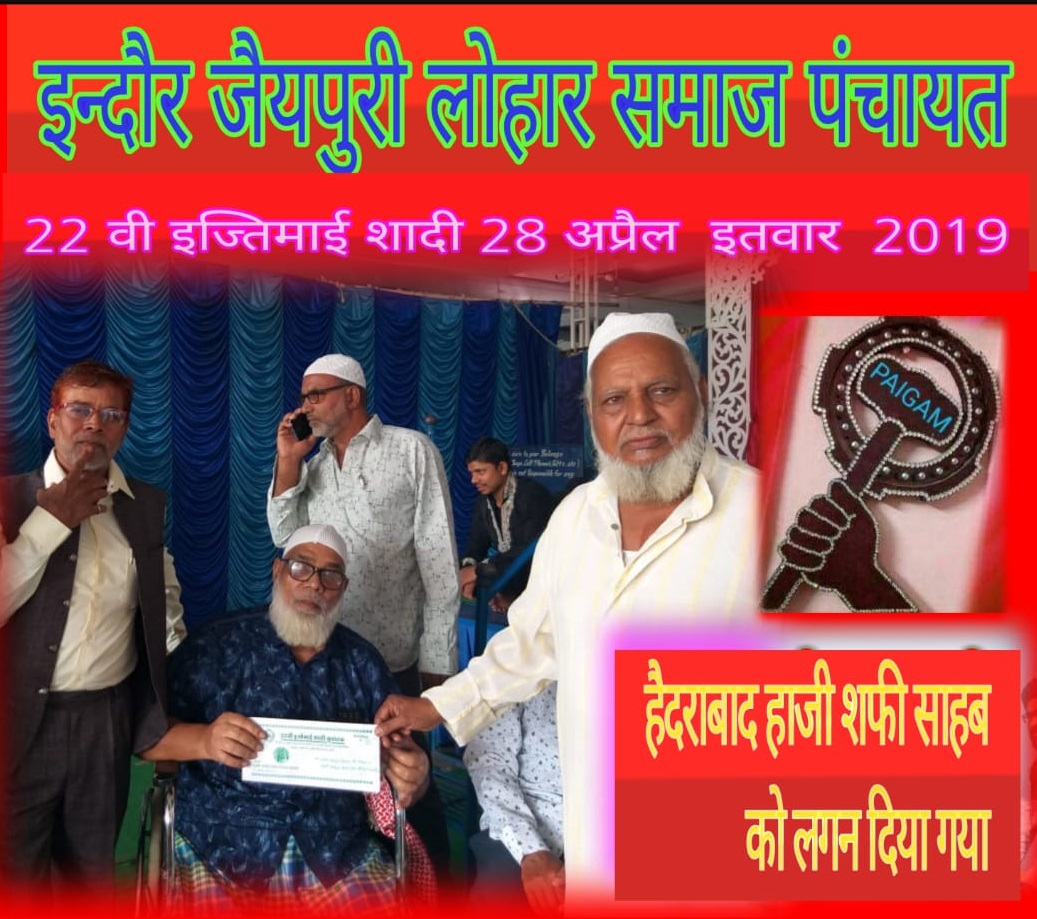 इन्दौर जैयपुरी लोहार समाज पंचायत
22 वी इज्तिमाई शादी 28 अप्रैल इतवार 2019
PAIGAM
हैदराबाद हाजी शफी साहब
को लगन दिया गया